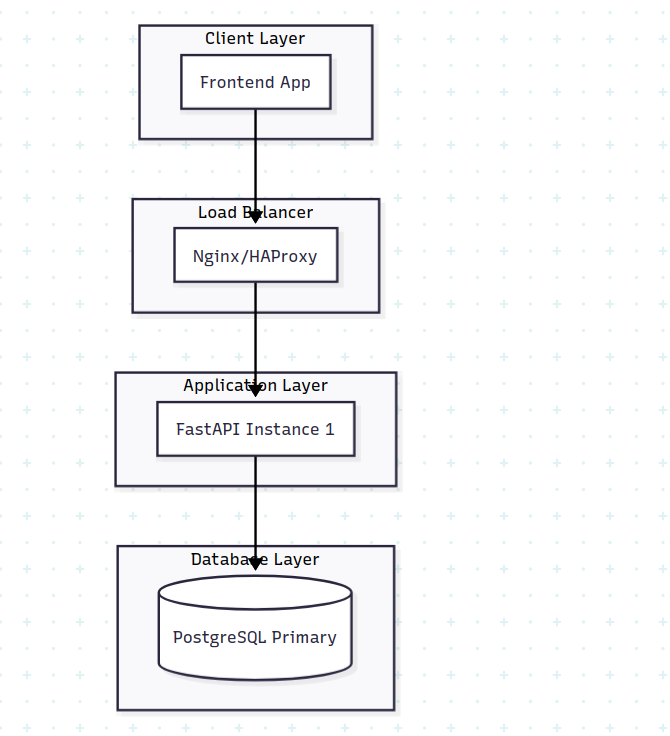 Client Layer
Frontend App
Load Balancer
Nginx/HAProxy
Application Layer
FastAPI Instance 1
Database Layer
PostgreSQL Primary